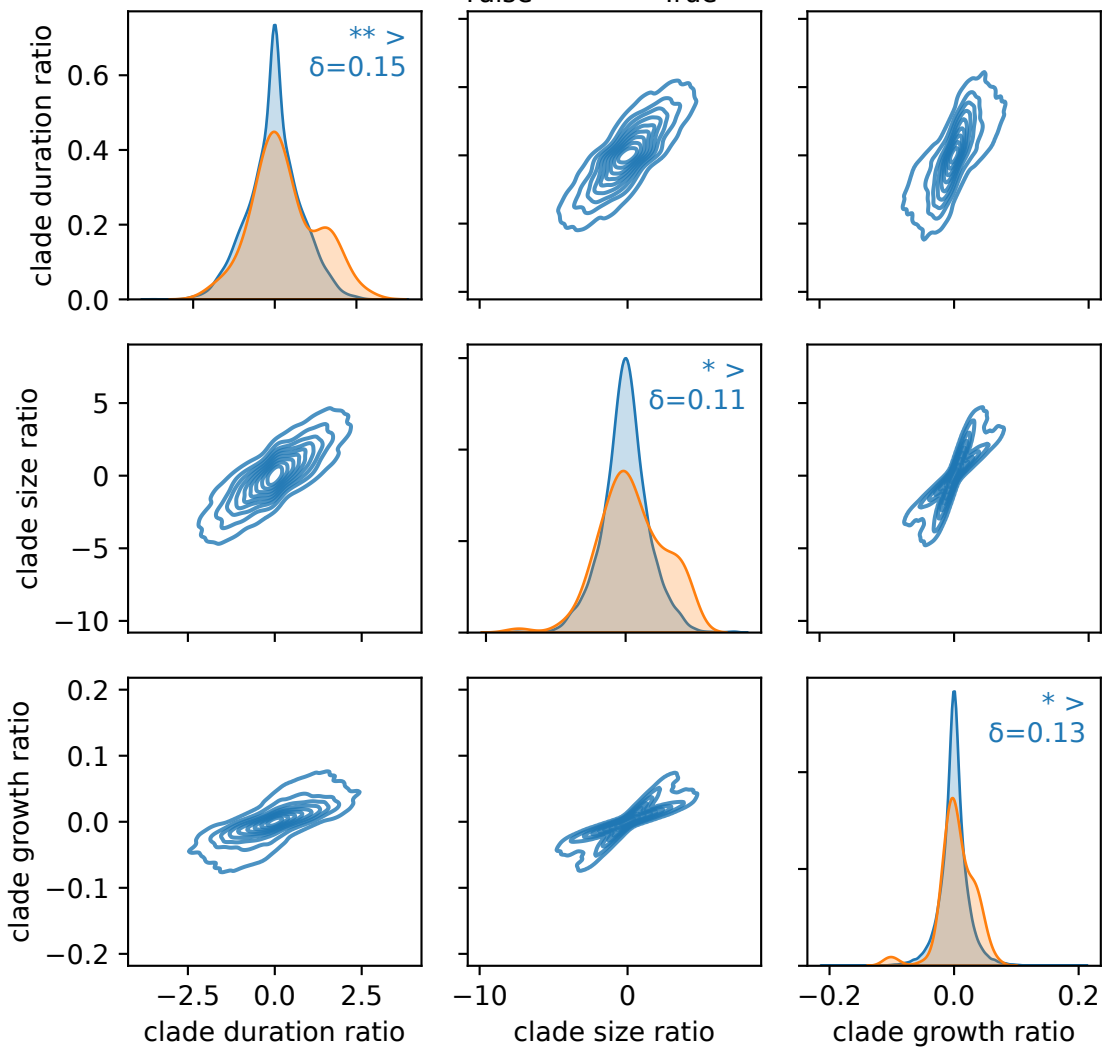 False True
clade duration ratio
0.6
0.4
0.2
0.0
** >
δ=0.15
clade size ratio
5
0
−5
−10
* >
δ=0.11
clade growth ratio
0.2
0.1
0.0
−0.1
−0.2
* >
δ=0.13
−2.5 0.0 2.5
−10 0
−0.2 0.0 0.2
clade duration ratio
clade size ratio
clade growth ratio